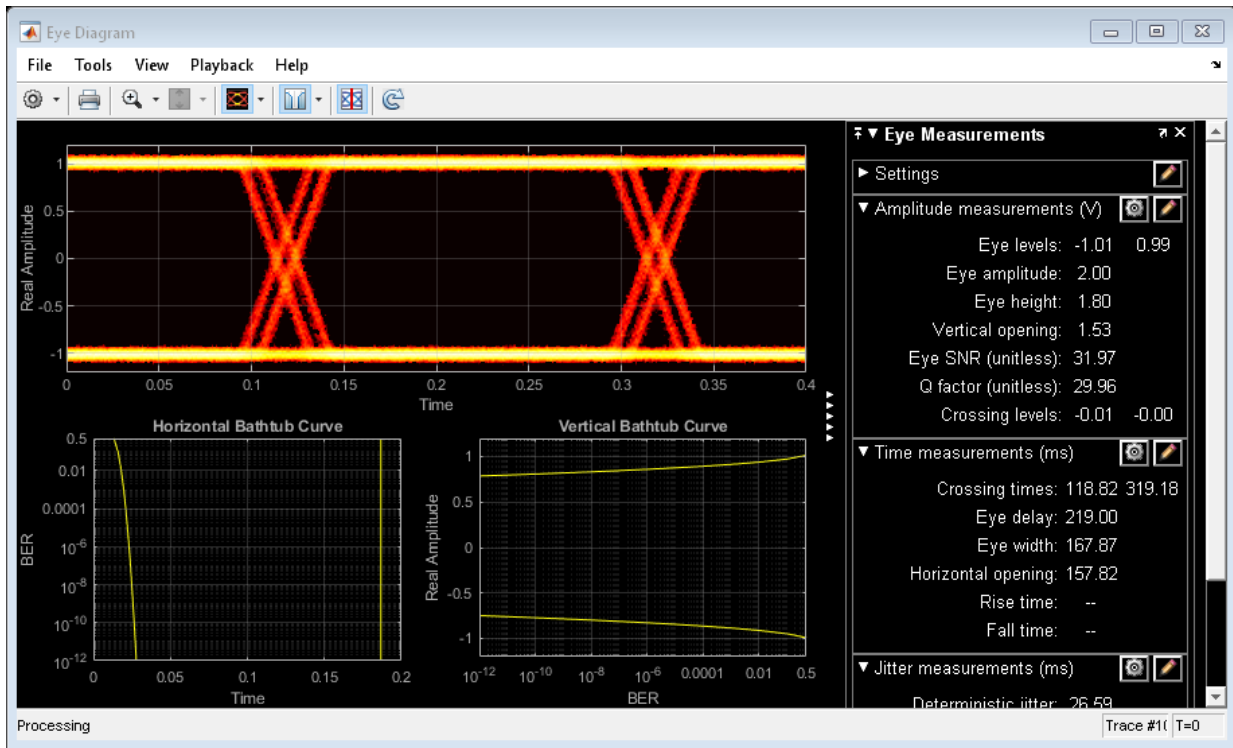 Eye Diagram
File Tools View Playback Help
Real Amplitude
1
0.5
0
-0.5
-1
0 0.05 0.1 0.15 0.2 0.25 0.3 0.35 0.4
Time
Horizontal Bathtub Curve
BER
0.5
0.01
0.0001
10^-6
10^-8
10^-10
10^-12
0 0.05 0.1 0.15 0.2
Time
Vertical Bathtub Curve
Real Amplitude
1
0.5
0
-0.5
-1
10^-12 10^-10 10^-8 10^-6 0.0001 0.01 0.5
BER
Eye Measurements
Settings
Amplitude measurements (V)
Eye levels: -1.01 0.99
Eye amplitude: 2.00
Eye height: 1.80
Vertical opening: 1.53
Eye SNR (unitless): 31.97
Q factor (unitless): 29.96
Crossing levels: -0.01 -0.00
Time measurements (ms)
Crossing times: 118.82 319.18
Eye delay: 219.00
Eye width: 167.87
Horizontal opening: 157.82
Rise time: --
Fall time: --
Jitter measurements (ms)
Deterministic jitter: 26.59
Processing
Trace #1 T=0